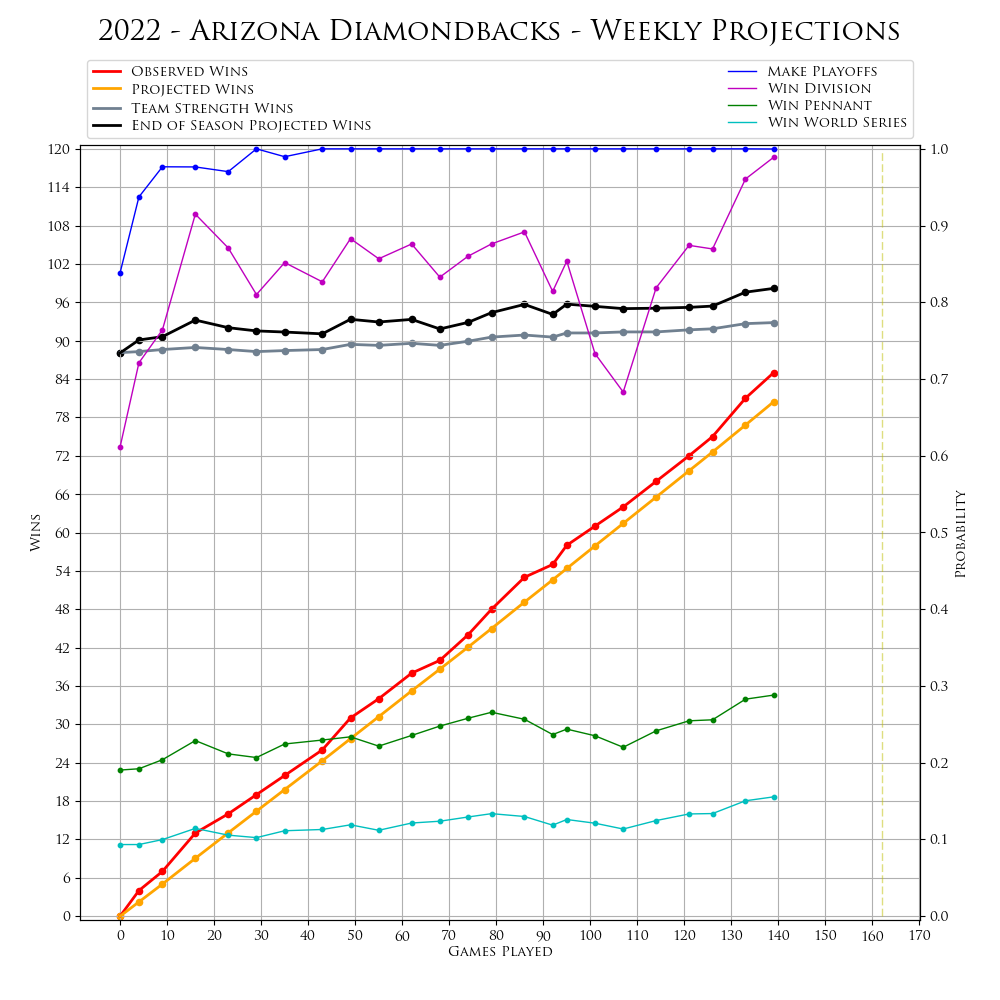 2022 - Arizona Diamondbacks - Weekly Projections
Observed Wins
Projected Wins
Team Strength Wins
End of Season Projected Wins
Make Playoffs
Win Division
Win Pennant
Win World Series
120
114
108
102
96
90
84
78
72
66
60
54
48
42
36
30
24
18
12
6
0
Wins
1.0
0.9
0.8
0.7
0.6
0.5
0.4
0.3
0.2
0.1
0.0
Probability
0 10 20 30 40 50 60 70 80 90 100 110 120 130 140 150 160 170
Games Played